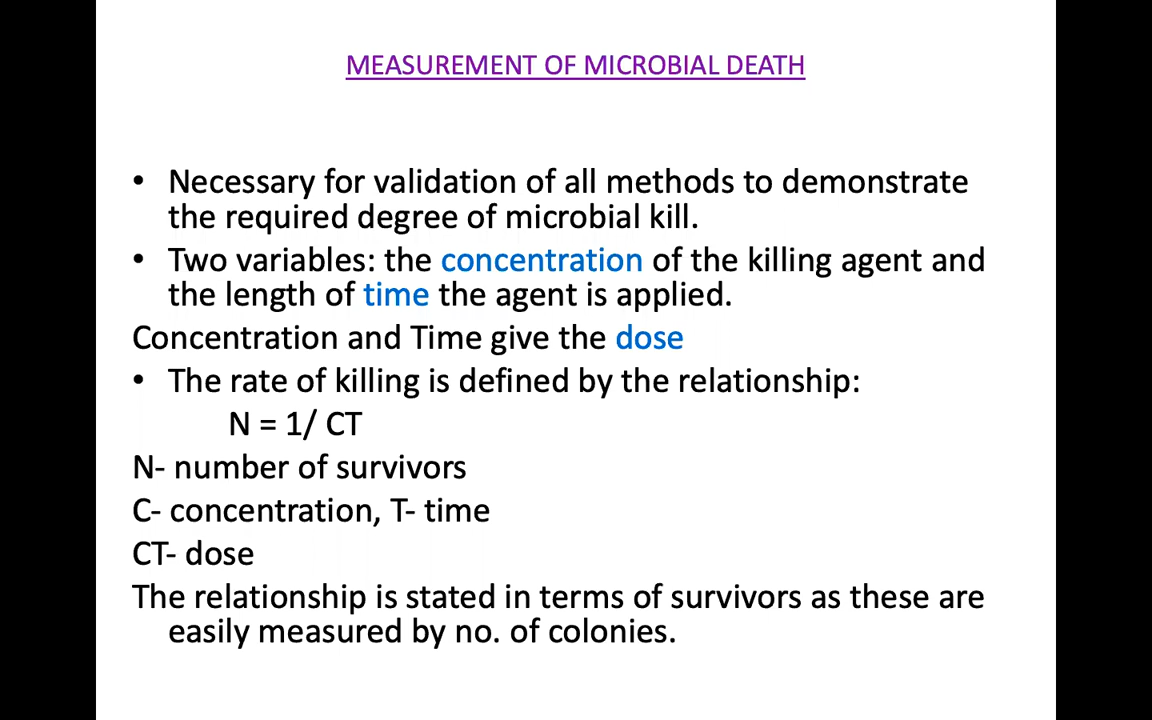 MEASUREMENT OF MICROBIAL DEATH
• Necessary for validation of all methods to demonstrate
the required degree of microbial kill.
• Two variables: the concentration of the killing agent and
the length of time the agent is applied.
Concentration and Time give the dose
• The rate of killing is defined by the relationship:
N = 1/ CT
N- number of survivors
C- concentration, T- time
CT- dose
The relationship is stated in terms of survivors as these are
easily measured by no. of colonies.